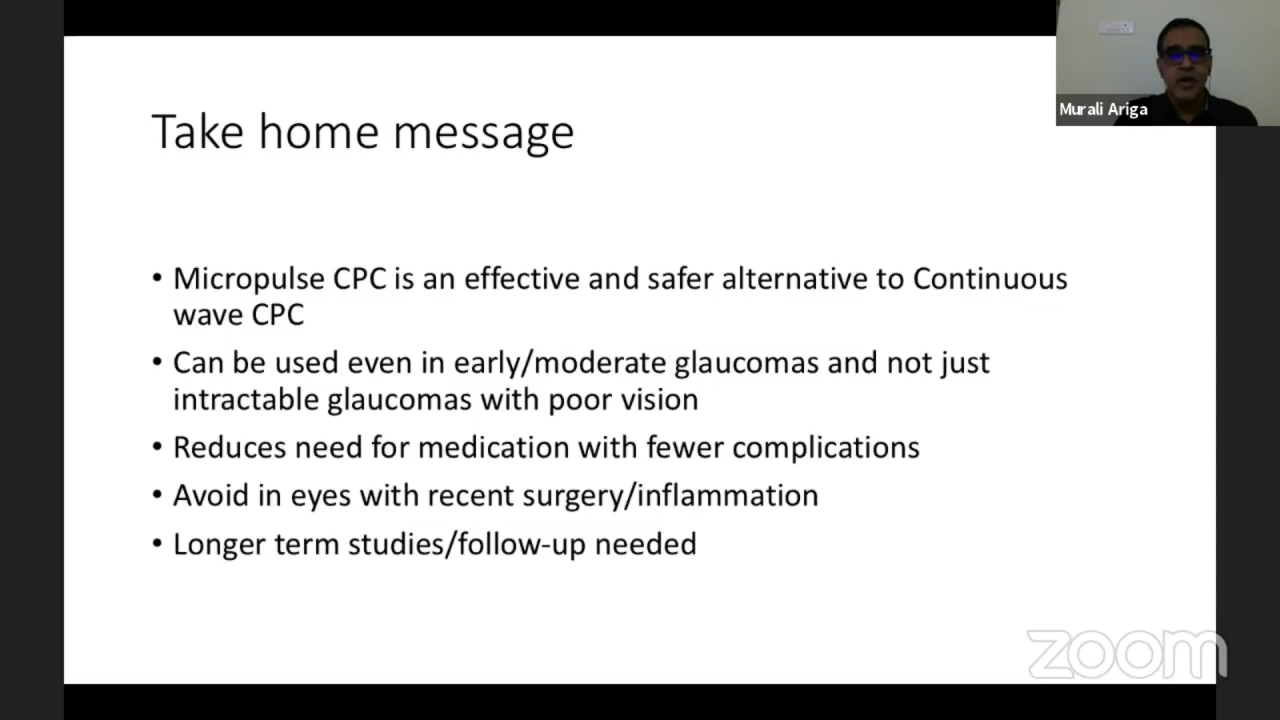 Murali Ariga
Take home message
• Micropulse CPC is an effective and safer alternative to Continuous
wave CPC
• Can be used even in early/moderate glaucomas and not just
intractable glaucomas with poor vision
• Reduces need for medication with fewer complications
• Avoid in eyes with recent surgery/inflammation
• Longer term studies/follow-up needed
zoom